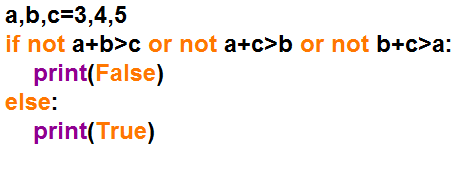 a,b,c=3,4,5
if not a+b>c or not a+c>b or not b+c>a:
    print(False)
else:
    print(True)